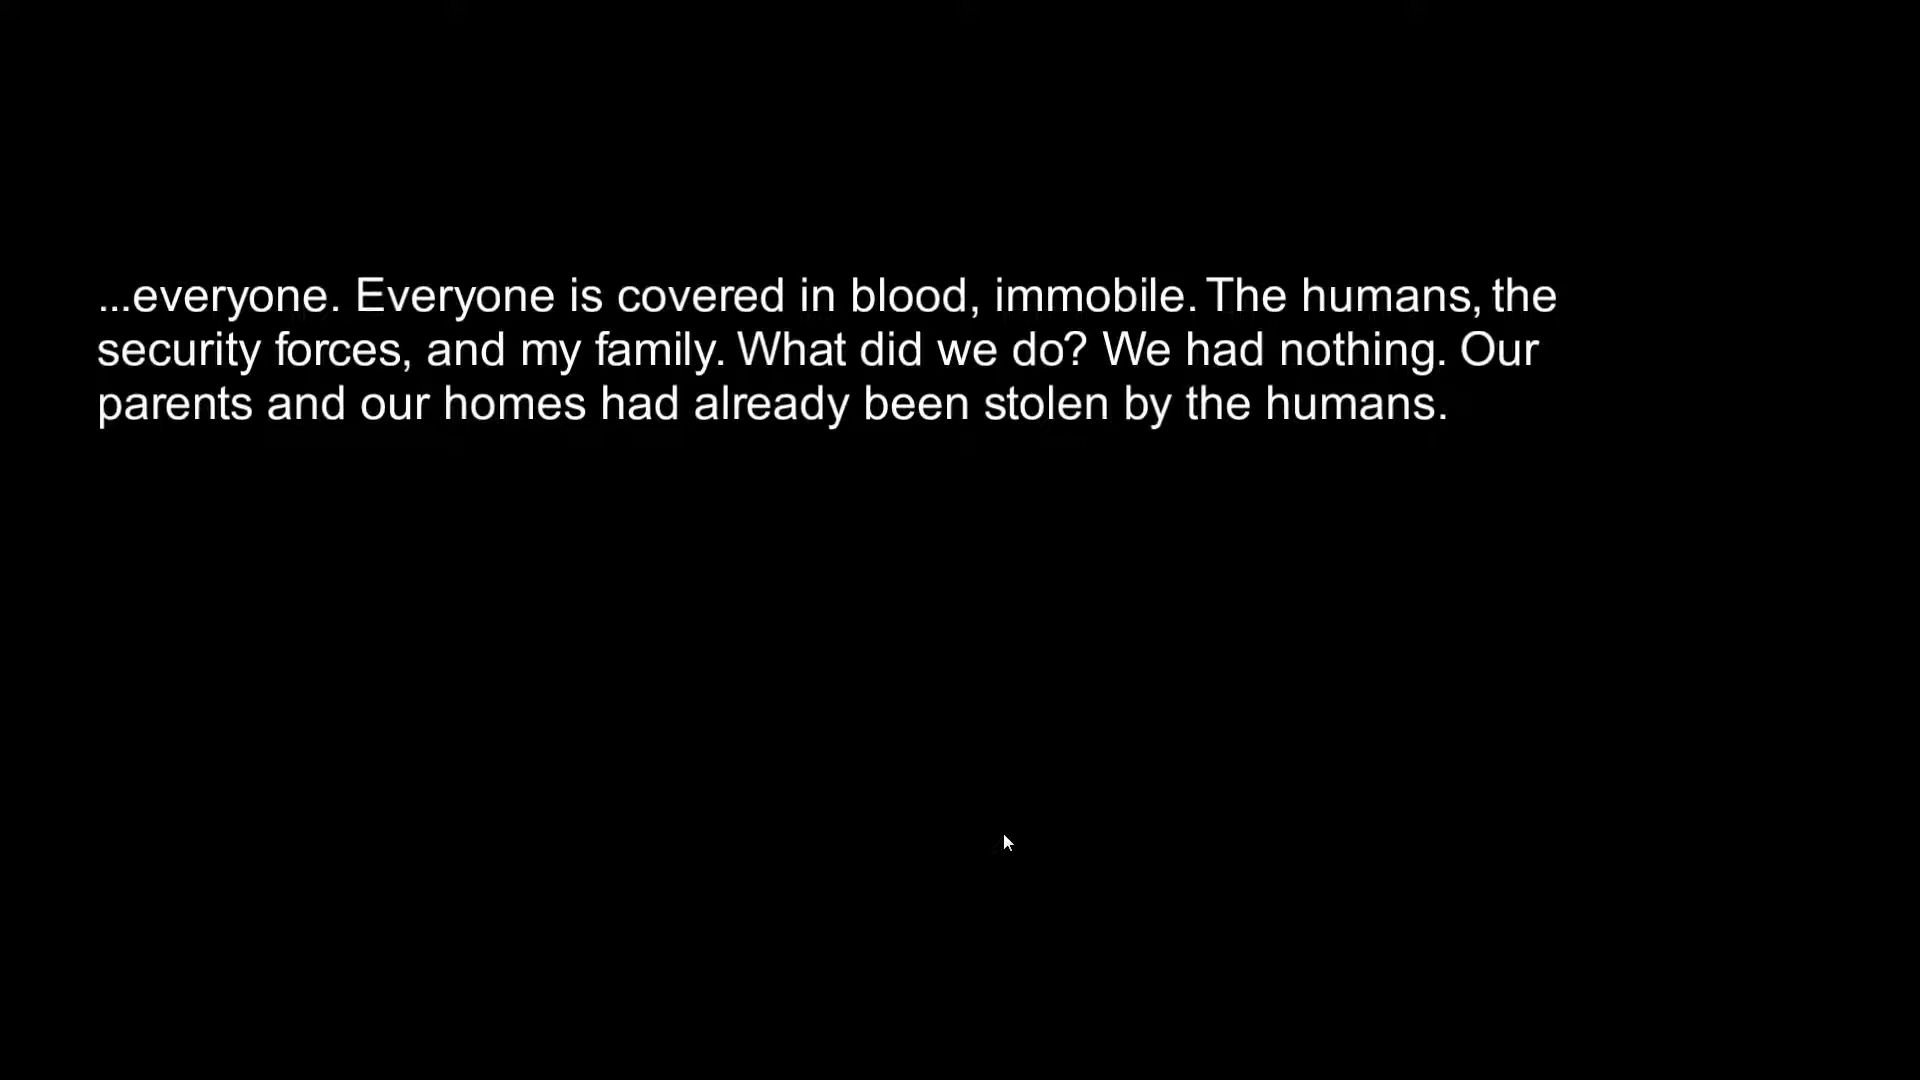 ...everyone. Everyone is covered in blood, immobile. The humans, the
security forces, and my family. What did we do? We had nothing. Our
parents and our homes had already been stolen by the humans.